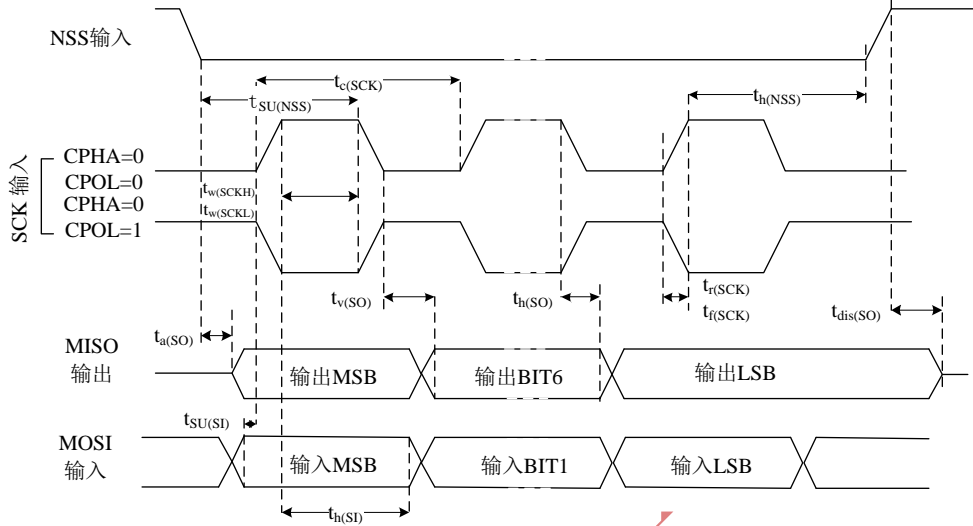 NSS输入
tc(SCK)
tSU(NSS)
th(NSS)
SCK 输入
CPHA=0
CPOL=0
CPHA=0
CPOL=1
tw(SCKH)
tw(SCKL)
tv(SO)
th(SO)
tr(SCK)
tf(SCK)
tdis(SO)
ta(SO)
MISO
输出
输出MSB
输出BIT6
输出LSB
tSU(SI)
MOSI
输入
输入MSB
输入BIT1
输入LSB
th(SI)